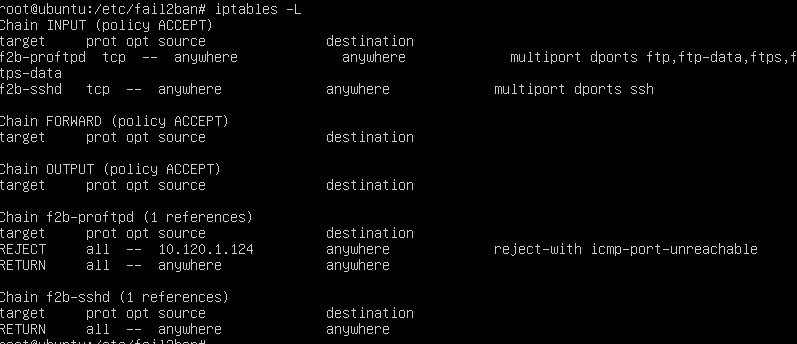 root@ubuntu:/etc/fail2ban# iptables -L
Chain INPUT (policy ACCEPT)
target     prot opt source               destination
f2b-proftpd  tcp  --  anywhere             anywhere             multiport dports ftp,ftp-data,ftps,f
tps-data
f2b-sshd   tcp  --  anywhere             anywhere             multiport dports ssh

Chain FORWARD (policy ACCEPT)
target     prot opt source               destination

Chain OUTPUT (policy ACCEPT)
target     prot opt source               destination

Chain f2b-proftpd (1 references)
target     prot opt source               destination
REJECT     all  --  10.120.1.124         anywhere             reject-with icmp-port-unreachable
RETURN     all  --  anywhere             anywhere

Chain f2b-sshd (1 references)
target     prot opt source               destination
RETURN     all  --  anywhere             anywhere
root@ubuntu:/etc/fail2ban#